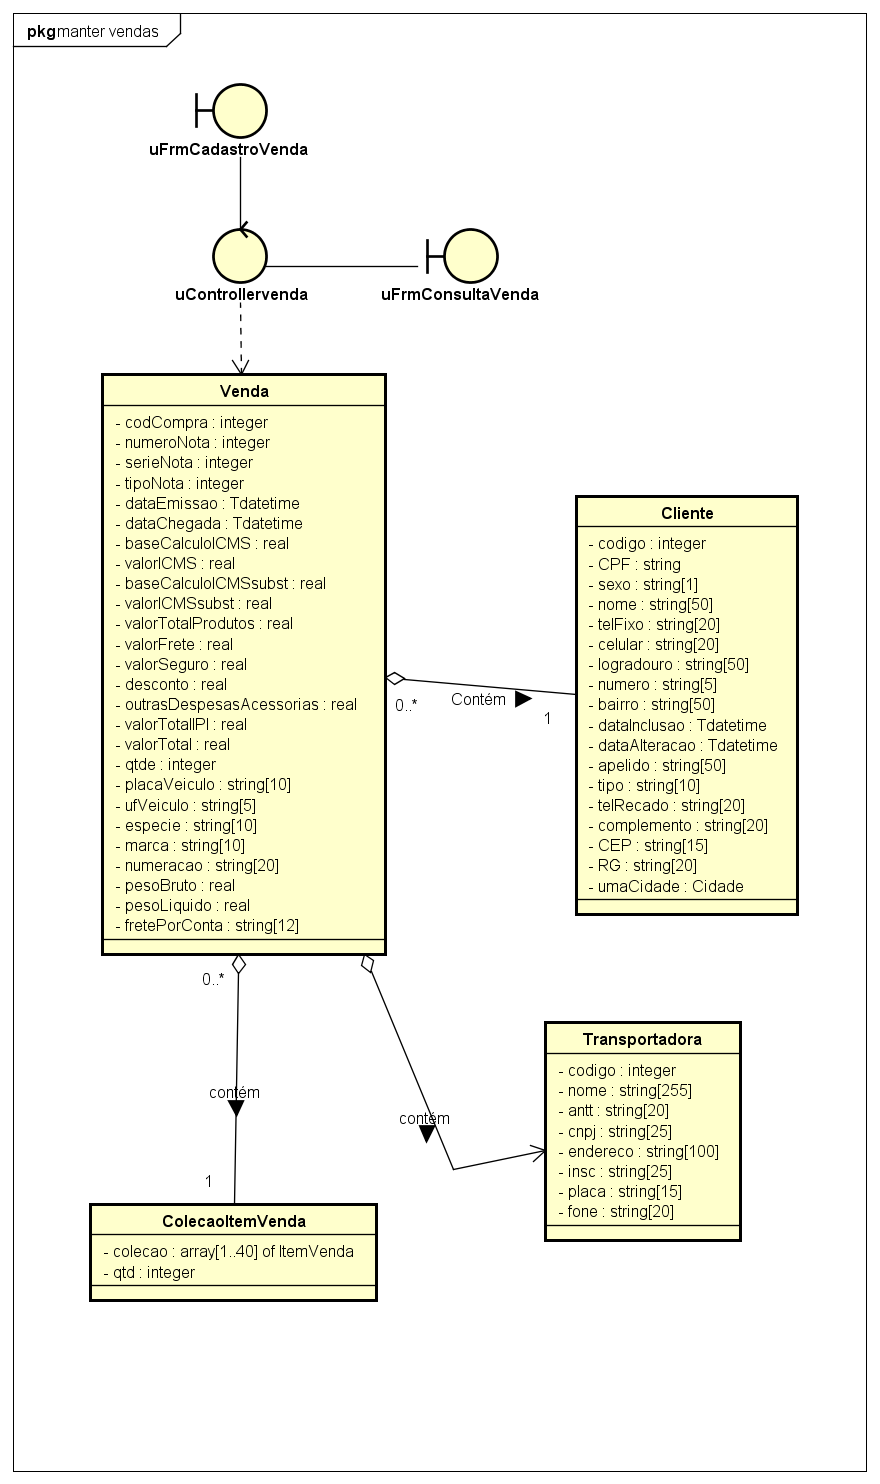 pkg manter vendas
uFrmCadastroVenda
uControllervenda
uFrmConsultaVenda
Venda
- codCompra : integer
- numeroNota : integer
- serieNota : integer
- tipoNota : integer
- dataEmissao : Tdatetime
- dataChegada : Tdatetime
- baseCalculoICMS : real
- valorICMS : real
- baseCalculoICMSsubst : real
- valorICMSsubst : real
- valorTotalProdutos : real
- valorFrete : real
- valorSeguro : real
- desconto : real
- outrasDespesasAcessorias : real
- valorTotalIPI : real
- valorTotal : real
- qtde : integer
- placaVeiculo : string[10]
- ufVeiculo : string[5]
- especie : string[10]
- marca : string[10]
- numeracao : string[20]
- pesoBruto : real
- pesoLiquido : real
- fretePorConta : string[12]
0..*
Contém
1
Cliente
- codigo : integer
- CPF : string
- sexo : string[1]
- nome : string[50]
- telFixo : string[20]
- celular : string[20]
- logradouro : string[50]
- numero : string[5]
- bairro : string[50]
- dataInclusao : Tdatetime
- dataAlteracao : Tdatetime
- apelido : string[50]
- tipo : string[10]
- telRecado : string[20]
- complemento : string[20]
- CEP : string[15]
- RG : string[20]
- umaCidade : Cidade
0..*
contém
1
contém
Transportadora
- codigo : integer
- nome : string[255]
- antt : string[20]
- cnpj : string[25]
- endereco : string[100]
- insc : string[25]
- placa : string[15]
- fone : string[20]
ColecaoItemVenda
- colecao : array[1..40] of ItemVenda
- qtd : integer